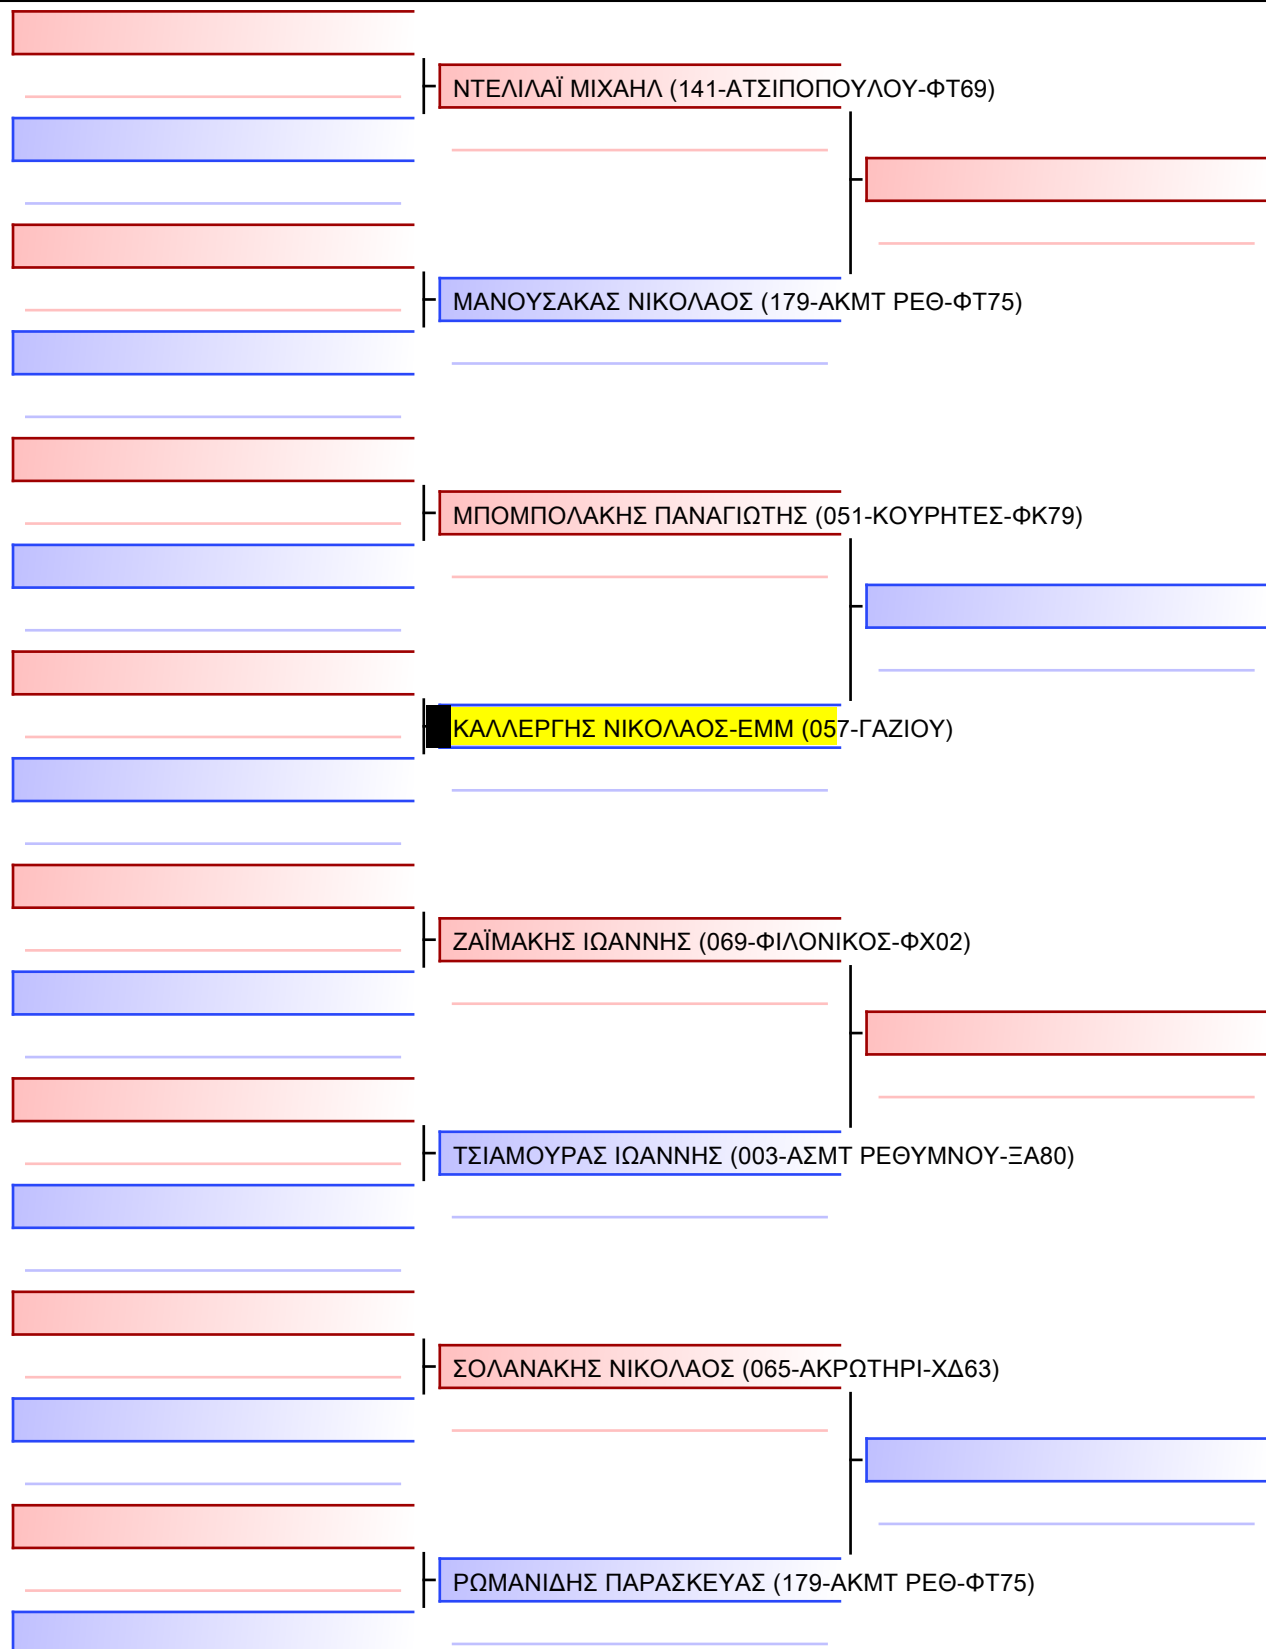 ΝΤΕΛΙΛΑΪ ΜΙΧΑΗΛ (141-ΑΤΣΙΠΟΠΟΥΛΟΥ-ΦΤ69)
ΜΑΝΟΥΣΑΚΑΣ ΝΙΚΟΛΑΟΣ (179-ΑΚΜΤ ΡΕΘ-ΦΤ75)
ΜΠΟΜΠΟΛΑΚΗΣ ΠΑΝΑΓΙΩΤΗΣ (051-ΚΟΥΡΗΤΕΣ-ΦΚ79)
ΚΑΛΛΕΡΓΗΣ ΝΙΚΟΛΑΟΣ-ΕΜΜ (057-ΓΑΖΙΟΥ)
ΖΑΪΜΑΚΗΣ ΙΩΑΝΝΗΣ (069-ΦΙΛΟΝΙΚΟΣ-ΦΧ02)
ΤΣΙΑΜΟΥΡΑΣ ΙΩΑΝΝΗΣ (003-ΑΣΜΤ ΡΕΘΥΜΝΟΥ-ΞΑ80)
ΣΟΛΑΝΑΚΗΣ ΝΙΚΟΛΑΟΣ (065-ΑΚΡΩΤΗΡΙ-ΧΔ63)
ΡΩΜΑΝΙΔΗΣ ΠΑΡΑΣΚΕΥΑΣ (179-ΑΚΜΤ ΡΕΘ-ΦΤ75)